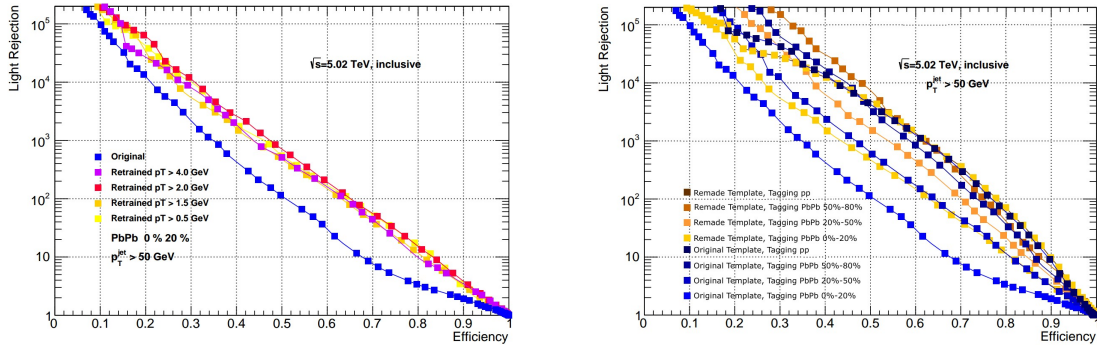 Light Rejection
10⁵
10⁴
10³
10²
10
1
√s=5.02 TeV, inclusive
Original
Retrained pT > 4.0 GeV
Retrained pT > 2.0 GeV
Retrained pT > 1.5 GeV
Retrained pT > 0.5 GeV
PbPb 0 % 20 %
p_T^jet > 50 GeV
0 0.1 0.2 0.3 0.4 0.5 0.6 0.7 0.8 0.9 1
Efficiency
Light Rejection
10⁵
10⁴
10³
10²
10
1
√s=5.02 TeV, inclusive
p_T^jet > 50 GeV
Remade Template, Tagging pp
Remade Template, Tagging PbPb 50%-80%
Remade Template, Tagging PbPb 20%-50%
Remade Template, Tagging PbPb 0%-20%
Original Template, Tagging pp
Original Template, Tagging PbPb 50%-80%
Original Template, Tagging PbPb 20%-50%
Original Template, Tagging PbPb 0%-20%
0 0.1 0.2 0.3 0.4 0.5 0.6 0.7 0.8 0.9 1
Efficiency